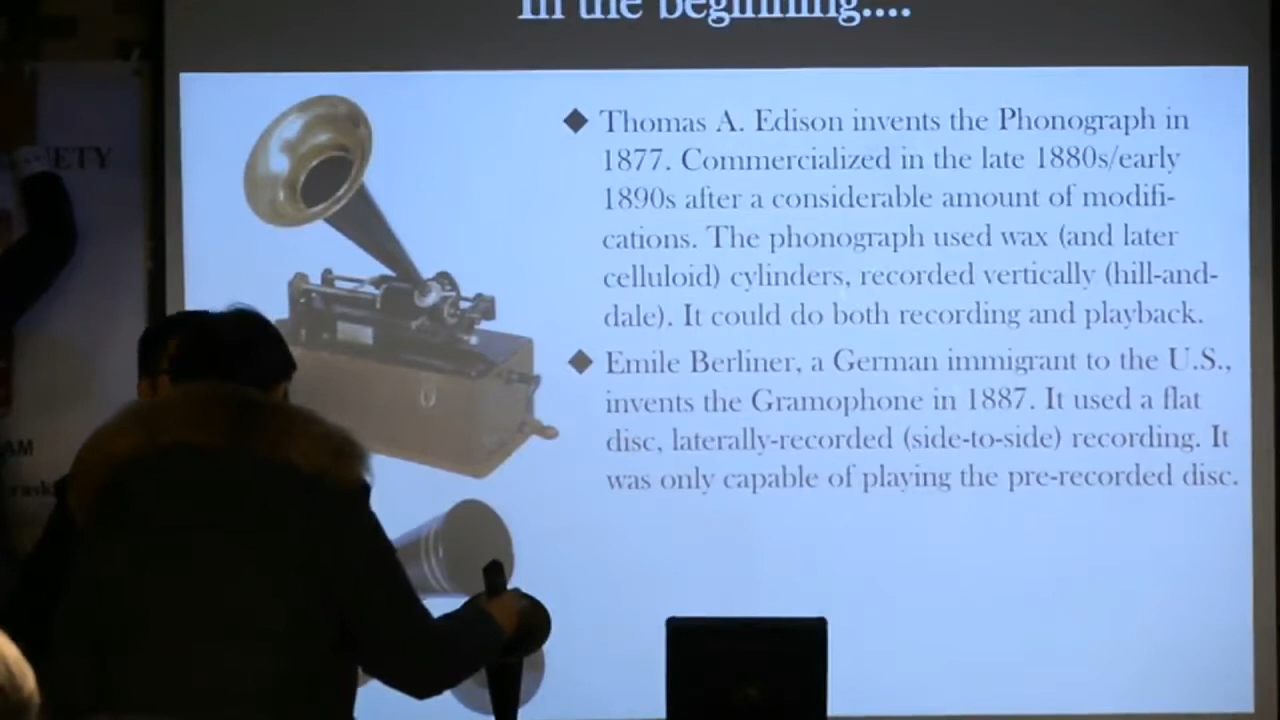 In the beginning....
ETY
◆ Thomas A. Edison invents the Phonograph in
1877. Commercialized in the late 1880s/early
1890s after a considerable amount of modifi-
cations. The phonograph used wax (and later
celluloid) cylinders, recorded vertically (hill-and-
dale). It could do both recording and playback.
◆ Emile Berliner, a German immigrant to the U.S.,
invents the Gramophone in 1887. It used a flat
disc, laterally-recorded (side-to-side) recording. It
was only capable of playing the pre-recorded disc.
AM